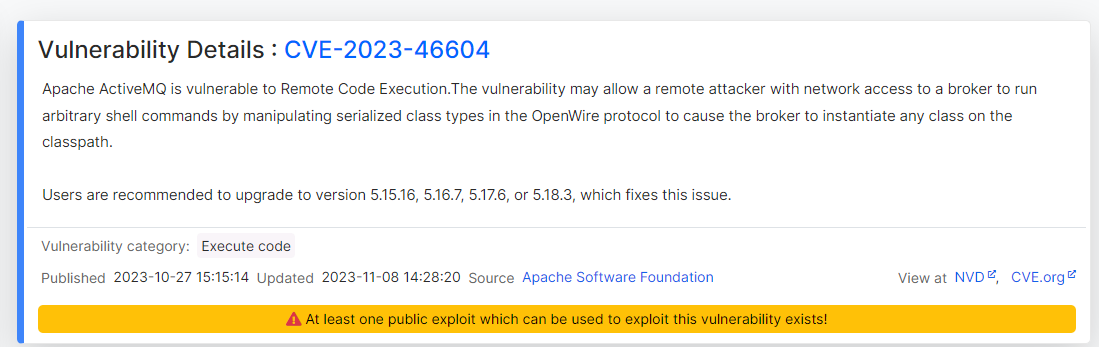 Vulnerability Details : CVE-2023-46604
Apache ActiveMQ is vulnerable to Remote Code Execution.The vulnerability may allow a remote attacker with network access to a broker to run
arbitrary shell commands by manipulating serialized class types in the OpenWire protocol to cause the broker to instantiate any class on the
classpath.
Users are recommended to upgrade to version 5.15.16, 5.16.7, 5.17.6, or 5.18.3, which fixes this issue.
Vulnerability category: Execute code
Published 2023-10-27 15:15:14 Updated 2023-11-08 14:28:20 Source Apache Software Foundation View at NVD, CVE.org
At least one public exploit which can be used to exploit this vulnerability exists!